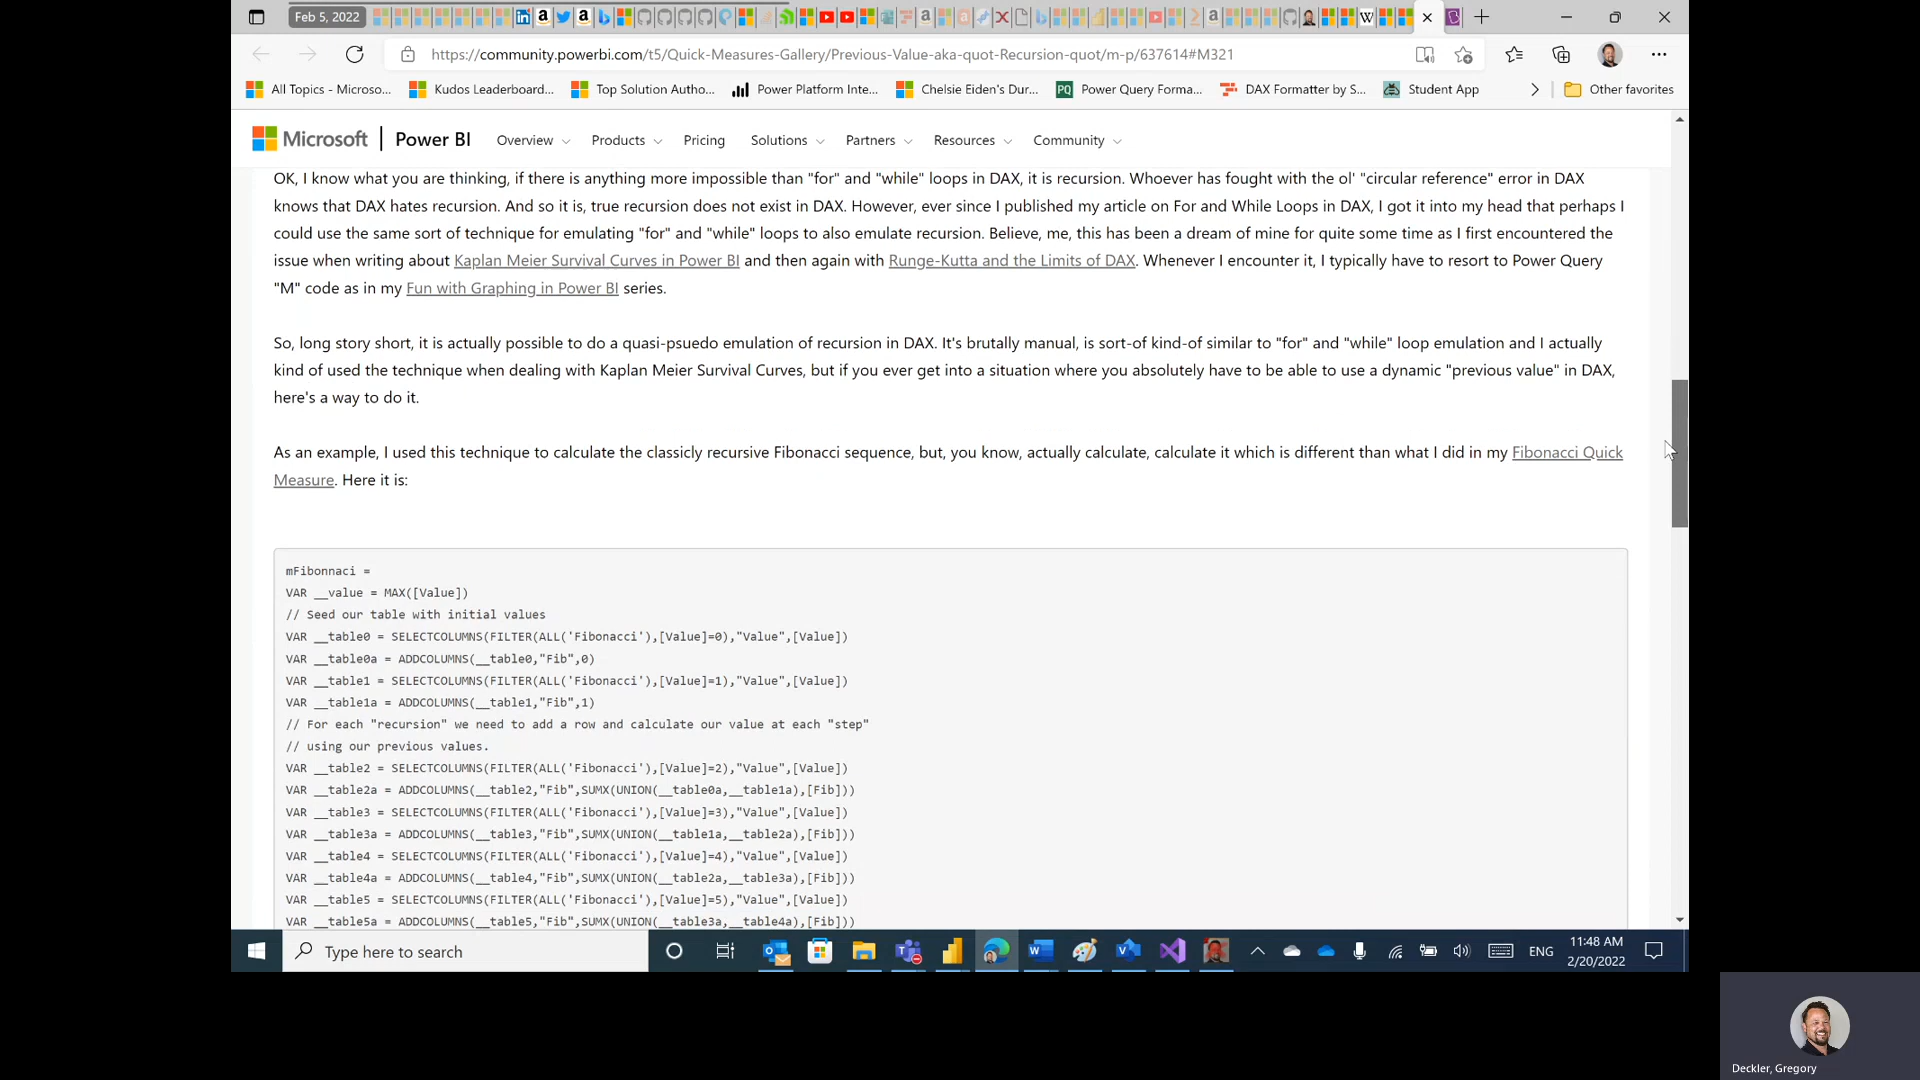 Feb 5, 2022
https://community.powerbi.com/t5/Quick-Measures-Gallery/Previous-Value-aka-quot-Recursion-quot/m-p/637614#M321
All Topics - Microso... Kudos Leaderboard... Top Solution Autho... Power Platform Inte... Chelsie Eiden's Dur... PQ Power Query Forma... DAX Formatter by S... Student App Other favorites
Microsoft Power BI Overview Products Pricing Solutions Partners Resources Community
OK, I know what you are thinking, if there is anything more impossible than "for" and "while" loops in DAX, it is recursion. Whoever has fought with the ol' "circular reference" error in DAX
knows that DAX hates recursion. And so it is, true recursion does not exist in DAX. However, ever since I published my article on For and While Loops in DAX, I got it into my head that perhaps I
could use the same sort of technique for emulating "for" and "while" loops to also emulate recursion. Believe, me, this has been a dream of mine for quite some time as I first encountered the
issue when writing about Kaplan Meier Survival Curves in Power BI and then again with Runge-Kutta and the Limits of DAX. Whenever I encounter it, I typically have to resort to Power Query
"M" code as in my Fun with Graphing in Power BI series.
So, long story short, it is actually possible to do a quasi-psuedo emulation of recursion in DAX. It's brutally manual, is sort-of kind-of similar to "for" and "while" loop emulation and I actually
kind of used the technique when dealing with Kaplan Meier Survival Curves, but if you ever get into a situation where you absolutely have to be able to use a dynamic "previous value" in DAX,
here's a way to do it.
As an example, I used this technique to calculate the classicly recursive Fibonacci sequence, but, you know, actually calculate, calculate it which is different than what I did in my Fibonacci Quick
Measure. Here it is:
mFibonnaci =
VAR __value = MAX([Value])
// Seed our table with initial values
VAR __table0 = SELECTCOLUMNS(FILTER(ALL('Fibonacci'),[Value]=0),"Value",[Value])
VAR __table0a = ADDCOLUMNS(__table0,"Fib",0)
VAR __table1 = SELECTCOLUMNS(FILTER(ALL('Fibonacci'),[Value]=1),"Value",[Value])
VAR __table1a = ADDCOLUMNS(__table1,"Fib",1)
// For each "recursion" we need to add a row and calculate our value at each "step"
// using our previous values.
VAR __table2 = SELECTCOLUMNS(FILTER(ALL('Fibonacci'),[Value]=2),"Value",[Value])
VAR __table2a = ADDCOLUMNS(__table2,"Fib",SUMX(UNION(__table0a,__table1a),[Fib]))
VAR __table3 = SELECTCOLUMNS(FILTER(ALL('Fibonacci'),[Value]=3),"Value",[Value])
VAR __table3a = ADDCOLUMNS(__table3,"Fib",SUMX(UNION(__table1a,__table2a),[Fib]))
VAR __table4 = SELECTCOLUMNS(FILTER(ALL('Fibonacci'),[Value]=4),"Value",[Value])
VAR __table4a = ADDCOLUMNS(__table4,"Fib",SUMX(UNION(__table2a,__table3a),[Fib]))
VAR __table5 = SELECTCOLUMNS(FILTER(ALL('Fibonacci'),[Value]=5),"Value",[Value])
VAR __table5a = ADDCOLUMNS(__table5,"Fib",SUMX(UNION(__table3a,__table4a),[Fib]))
Type here to search ENG 11:48 AM
2/20/2022
Deckler, Gregory